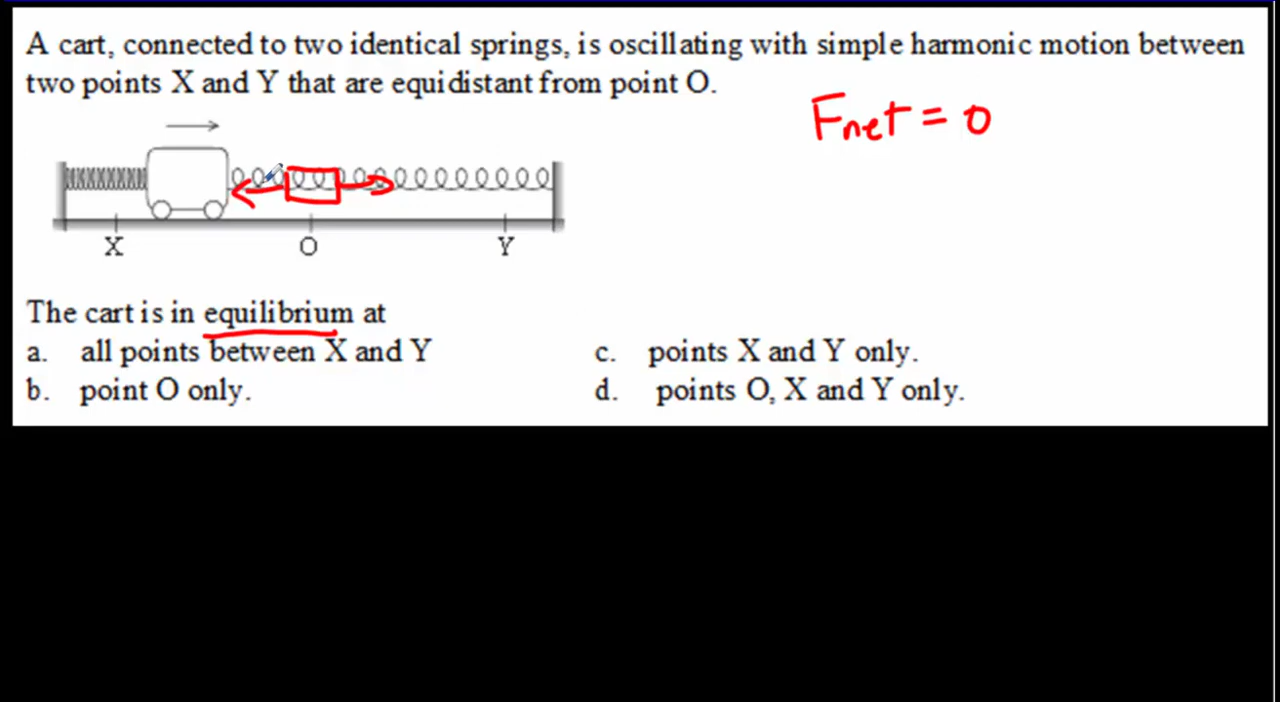 A cart, connected to two identical springs, is oscillating with simple harmonic motion between
two points X and Y that are equidistant from point O.
Fnet = 0
X O Y
The cart is in equilibrium at
a. all points between X and Y
c. points X and Y only.
b. point O only.
d. points O, X and Y only.